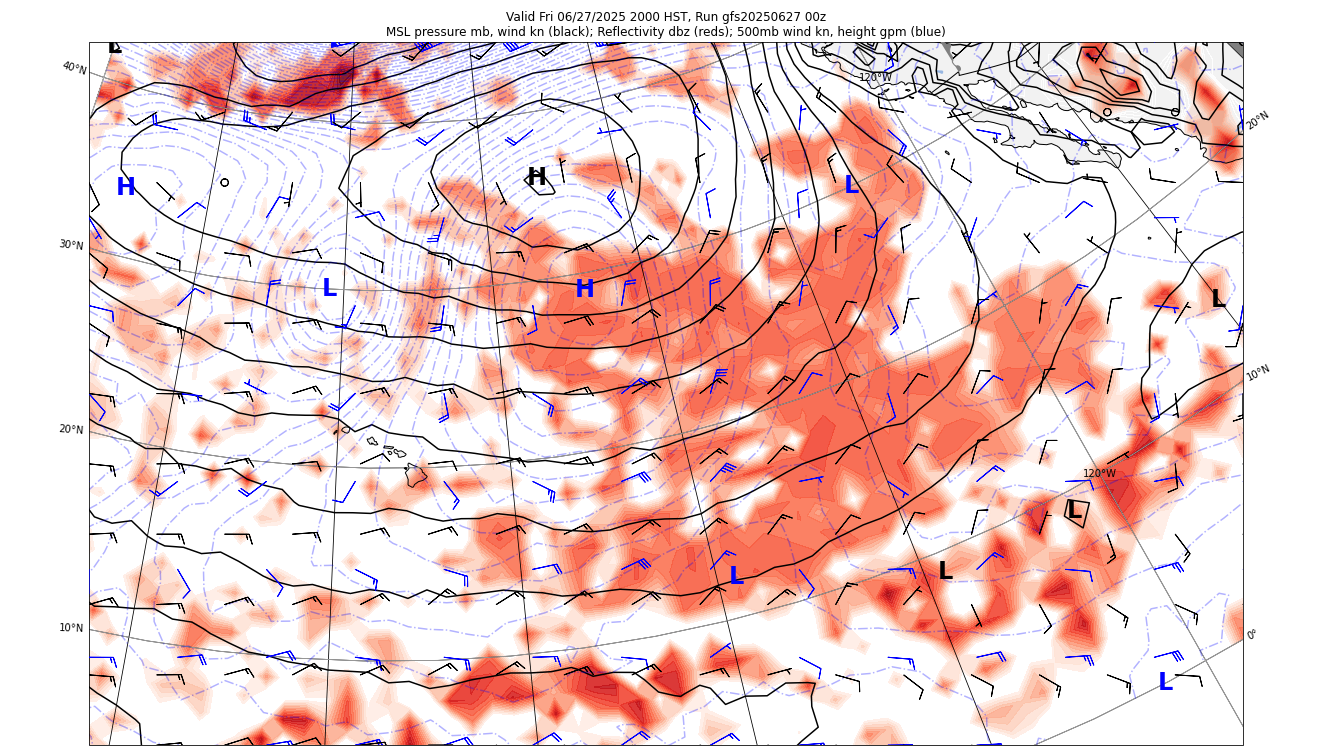 Valid Fri 06/27/2025 2000 HST, Run gfs20250627 00z
MSL pressure mb, wind kn (black); Reflectivity dbz (reds); 500mb wind kn, height gpm (blue)
L
40°N
120°W
20°N
H
H
L
30°N
L
H
L
10°N
20°N
120°W
L
L
L
10°N
0°
L